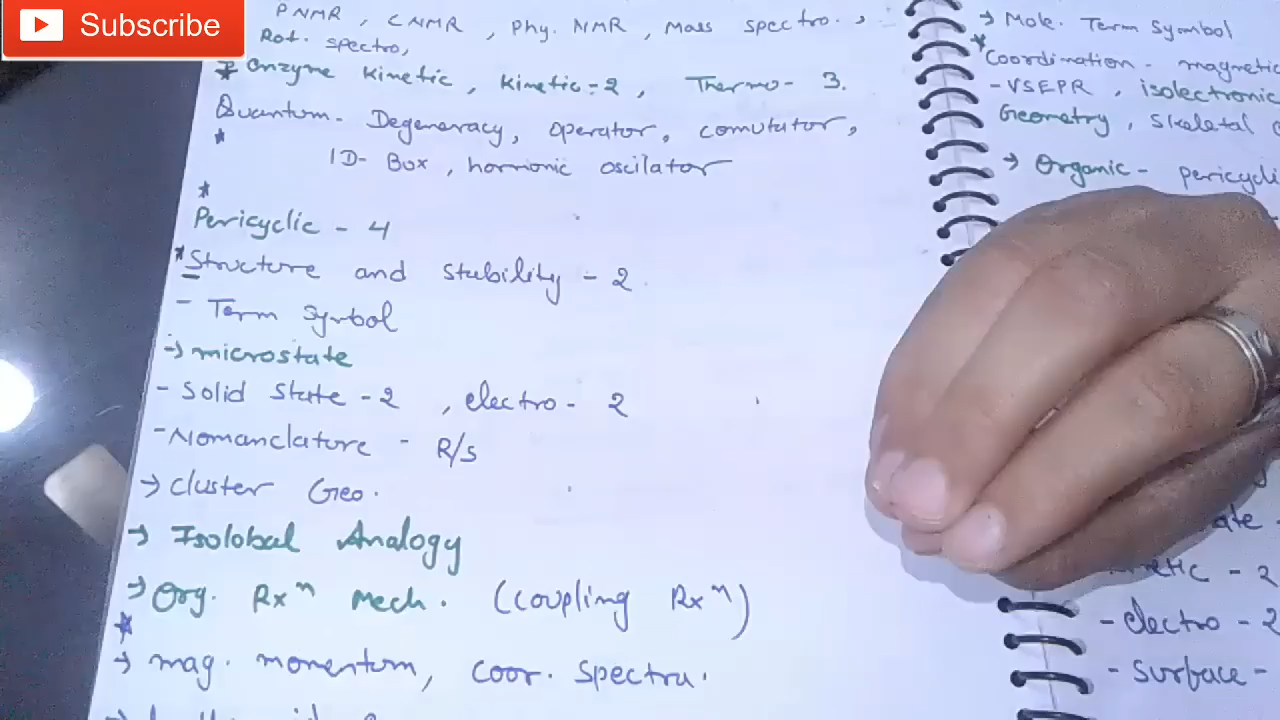 Subscribe
PNMR, CNMR, Phy. NMR, Mass spectro.,
Rot. spectro,
* Enzyme kinetic, kinetic-2, Thermo-3.
Quantum- Degeneracy, operator, comutator,
*
1D-Box, hormonic oscilator
*
Pericyclic - 4
* Structure and stubility - 2
- Term Symbol
→ microstate
- Solid State - 2, electro - 2
- Nomanclature - R/S
→ cluster Geo.
→ Isolobal Analogy
→ Org. Rxⁿ Mech. (coupling Rxⁿ)
*
→ mag. momentum, coor. spectra.
→ Mole. Term Symbol
*
Coordination - magnetic
- VSEPR, isolectronic
Geometry, Skeletal
→ Organic - pericycli
- 2
- electro - 2
- surface -